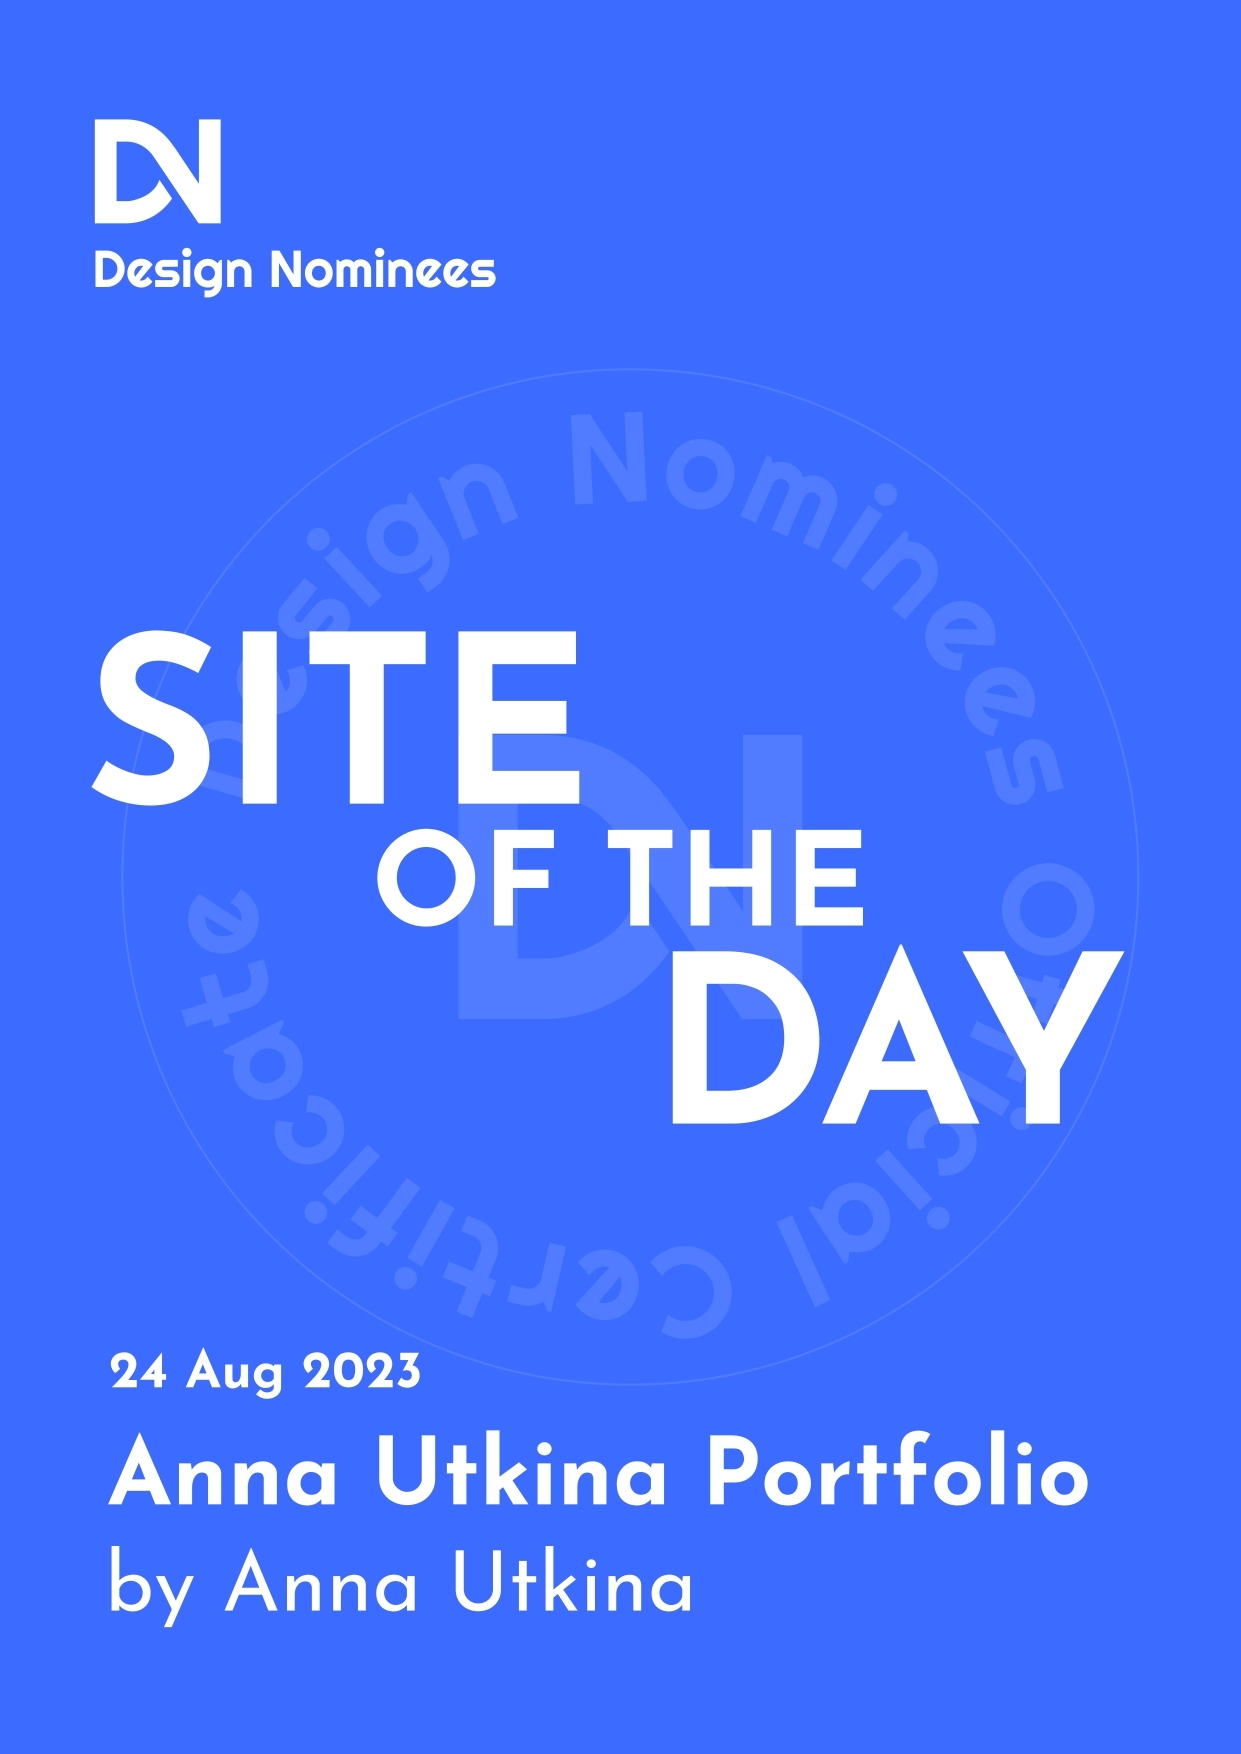 DN
Design Nominees
Design Nominees Official Certificate
DN
SITE
OF THE
DAY
24 Aug 2023
Anna Utkina Portfolio
by Anna Utkina